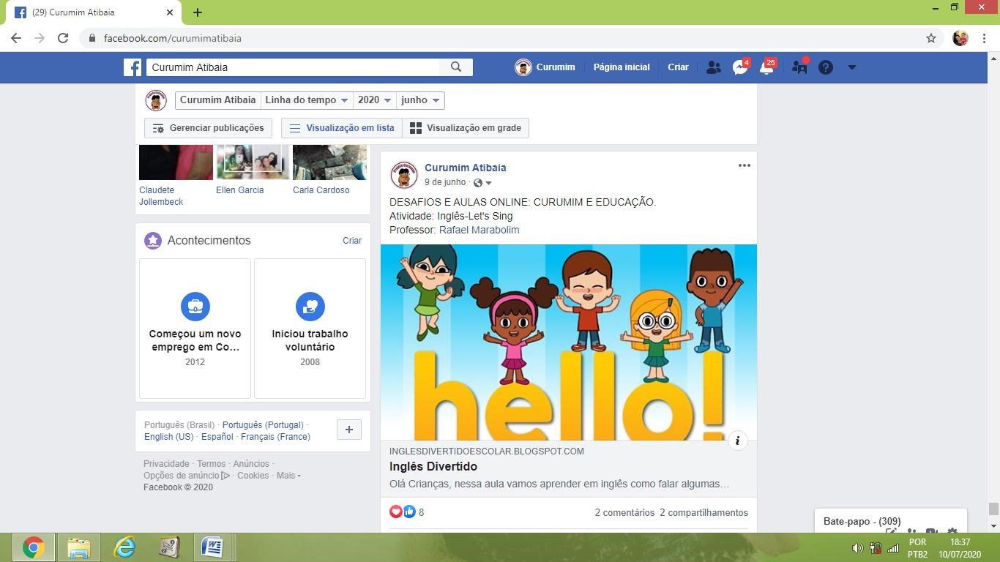 (29) Curumim Atibaia
facebook.com/curumimatibaia
Curumim Atibaia
Curumim
Página inicial
Criar
4
25
Curumim Atibaia
Linha do tempo
2020
junho
Gerenciar publicações
Visualização em lista
Visualização em grade
Claudete Jollembeck
Ellen Garcia
Carla Cardoso
Acontecimentos
Criar
Começou um novo
emprego em Co…
2012
Iniciou trabalho
voluntário
2008
Português (Brasil) · Português (Portugal) ·
English (US) · Español · Français (France)
Privacidade · Termos · Anúncios ·
Opções de anúncio · Cookies · Mais
Facebook © 2020
Curumim Atibaia
9 de junho ·
DESAFIOS E AULAS ONLINE: CURUMIM E EDUCAÇÃO.
Atividade: Inglês-Let's Sing
Professor: Rafael Marabolim
hello!
INGLESDIVERTIDOESCOLAR.BLOGSPOT.COM
Inglês Divertido
Olá Crianças, nessa aula vamos aprender em inglês como falar algumas…
8
2 comentários 2 compartilhamentos
Bate-papo - (309)
POR
PTB2
18:37
10/07/2020